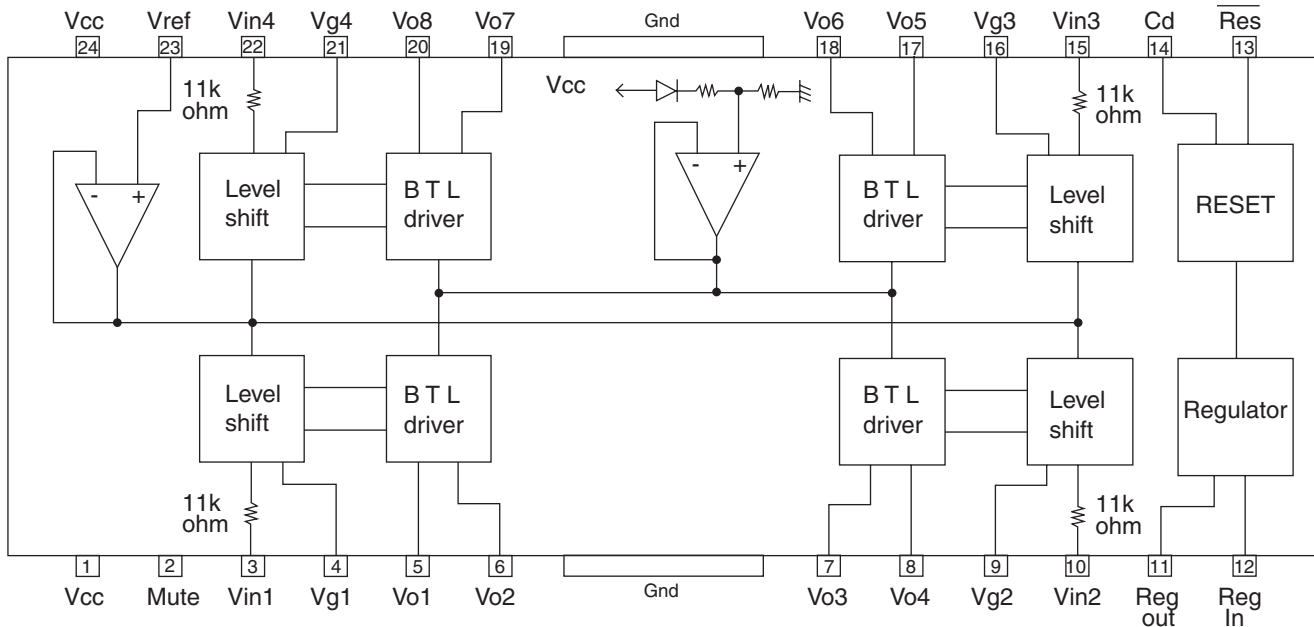 Vcc Vref Vin4 Vg4 Vo8 Vo7 Gnd Vo6 Vo5 Vg3 Vin3 Cd Res
24 23 22 21 20 19 18 17 16 15 14 13
Vcc
11k
ohm
11k
ohm
- +
Level
shift
B T L
driver
- +
B T L
driver
Level
shift
RESET
Level
shift
B T L
driver
B T L
driver
Level
shift
Regulator
11k
ohm
11k
ohm
1 2 3 4 5 6 7 8 9 10 11 12
Vcc Mute Vin1 Vg1 Vo1 Vo2 Gnd Vo3 Vo4 Vg2 Vin2 Reg
out
Reg
In